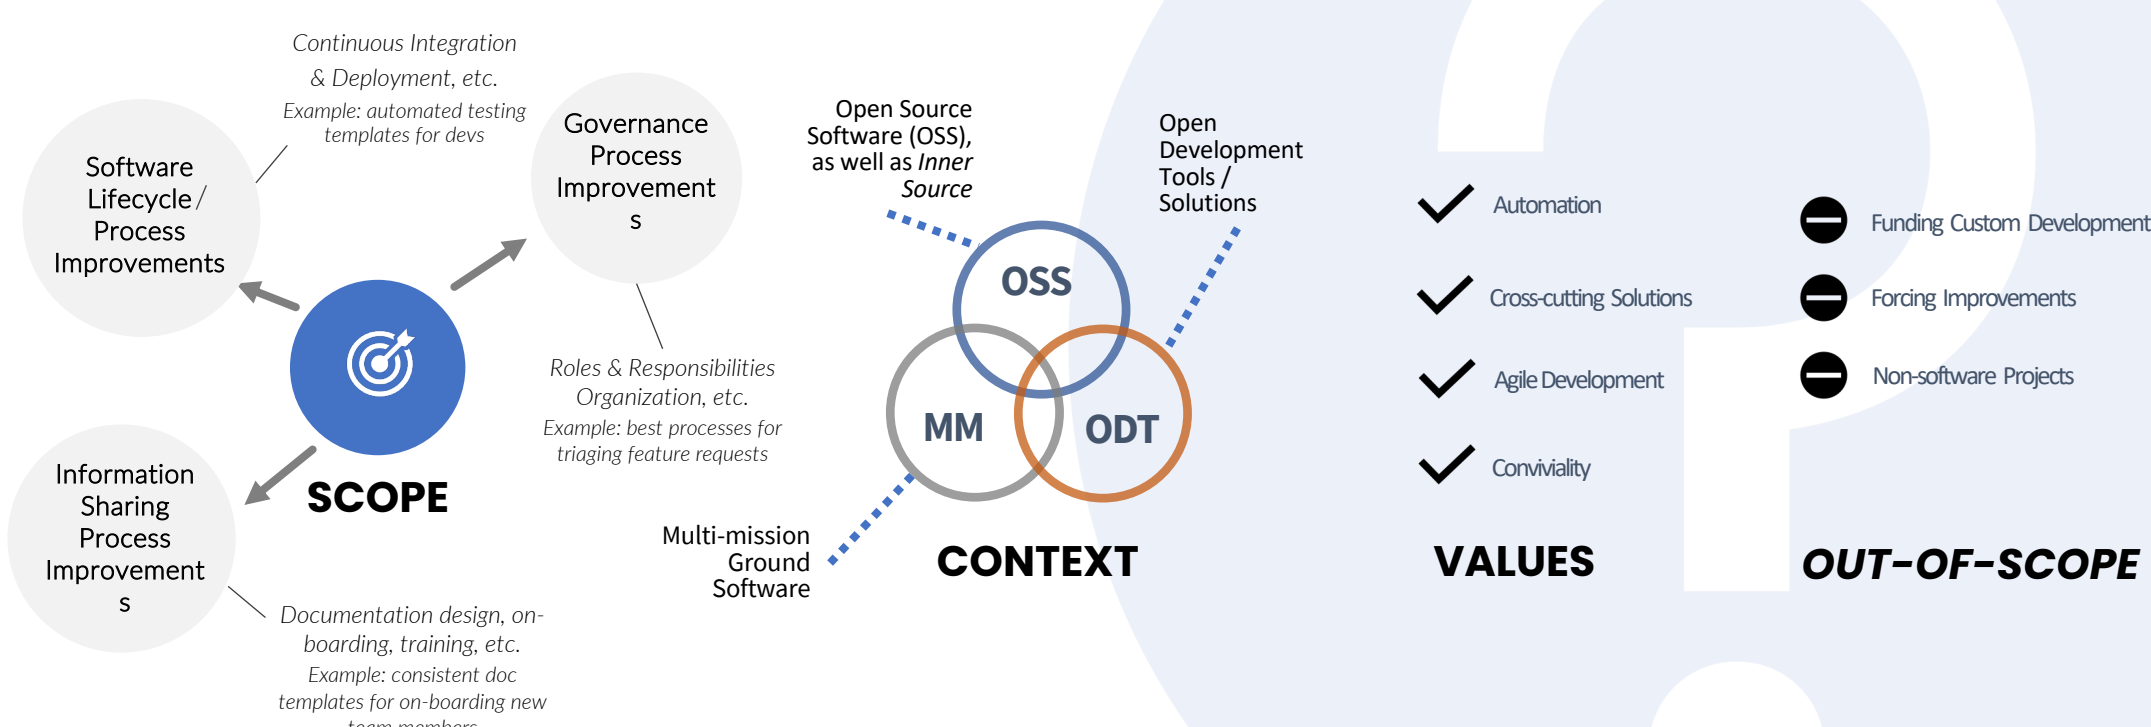 Continuous Integration
& Deployment, etc.
Example: automated testing
templates for devs
Software
Lifecycle/
Process
Improvements
Governance
Process
Improvement
s
SCOPE
Roles & Responsibilities
Organization, etc.
Example: best processes for
triaging feature requests
Information
Sharing
Process
Improvement
s
Documentation design, on-
boarding, training, etc.
Example: consistent doc
templates for on-boarding new
team members
Open Source
Software (OSS),
as well as Inner
Source
Open
Development
Tools /
Solutions
OSS
MM
ODT
Multi-mission
Ground
Software
CONTEXT
Automation
Cross-cutting Solutions
Agile Development
Conviviality
VALUES
Funding Custom Development
Forcing Improvements
Non-software Projects
OUT-OF-SCOPE